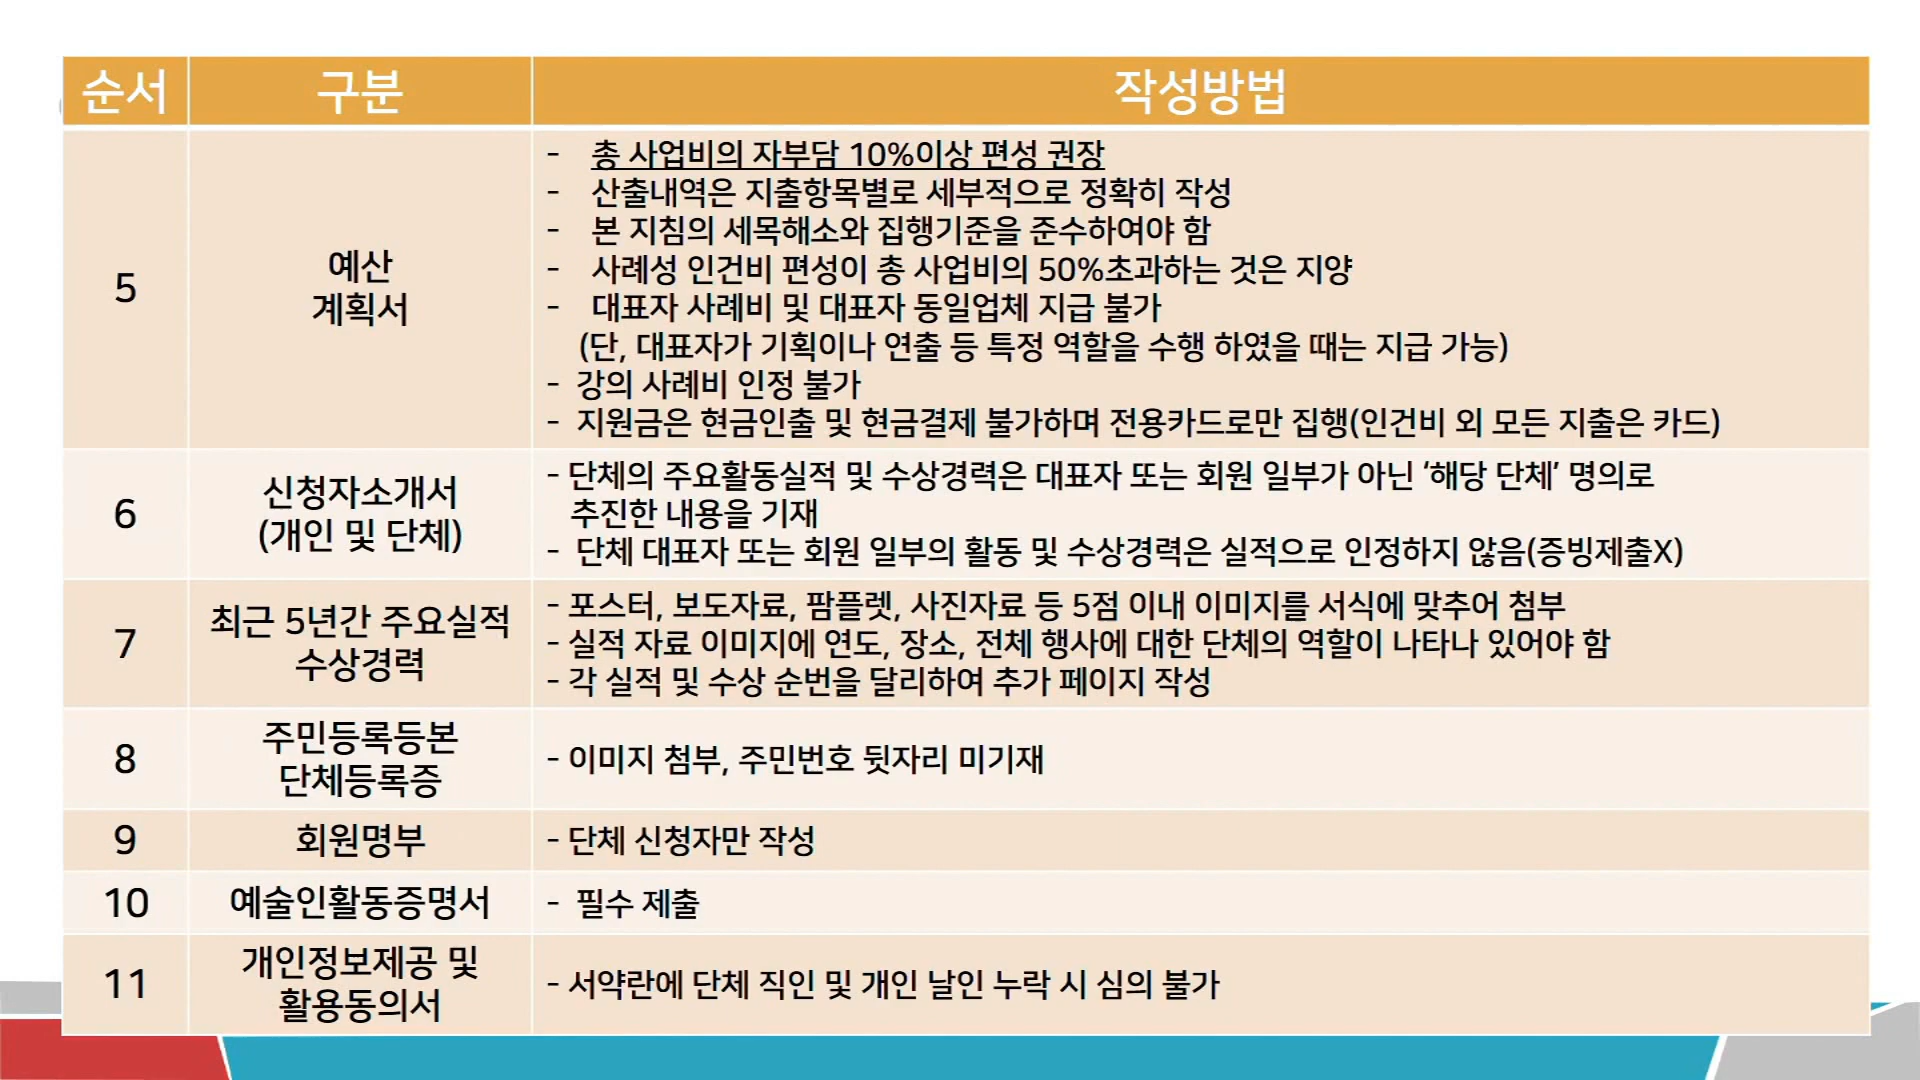 순서 구분 작성방법
5
예산
계획서
- 총 사업비의 자부담 10%이상 편성 권장
- 산출내역은 지출항목별로 세부적으로 정확히 작성
- 본 지침의 세목해소와 집행기준을 준수하여야 함
- 사례성 인건비 편성이 총 사업비의 50%초과하는 것은 지양
- 대표자 사례비 및 대표자 동일업체 지급 불가
(단, 대표자가 기획이나 연출 등 특정 역할을 수행 하였을 때는 지급 가능)
- 강의 사례비 인정 불가
- 지원금은 현금인출 및 현금결제 불가하며 전용카드로만 집행(인건비 외 모든 지출은 카드)
6
신청자소개서
(개인 및 단체)
- 단체의 주요활동실적 및 수상경력은 대표자 또는 회원 일부가 아닌 ‘해당 단체’ 명의로
추진한 내용을 기재
- 단체 대표자 또는 회원 일부의 활동 및 수상경력은 실적으로 인정하지 않음(증빙제출X)
7
최근 5년간 주요실적
수상경력
- 포스터, 보도자료, 팜플렛, 사진자료 등 5점 이내 이미지를 서식에 맞추어 첨부
- 실적 자료 이미지에 연도, 장소, 전체 행사에 대한 단체의 역할이 나타나 있어야 함
- 각 실적 및 수상 순번을 달리하여 추가 페이지 작성
8
주민등록등본
단체등록증
- 이미지 첨부, 주민번호 뒷자리 미기재
9
회원명부
- 단체 신청자만 작성
10
예술인활동증명서
- 필수 제출
11
개인정보제공 및
활용동의서
- 서약란에 단체 직인 및 개인 날인 누락 시 심의 불가